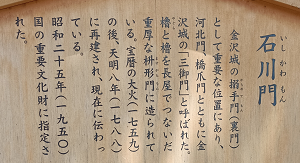 いし かわ もん
石川門
金沢城の搦手門（裏門）
として重要な位置にあり、
河北門、橋爪門とともに金
沢城の「三御門」と呼ばれた。
櫓と櫓を長屋でつないだ
重厚な枡形門に造られて
いる。宝暦の大火（一七五九）
の後、天明八年（一七八八）
に再建され、現在に伝わっ
ている。
昭和二十五年（一九五〇）
国の重要文化財に指定さ
れた。